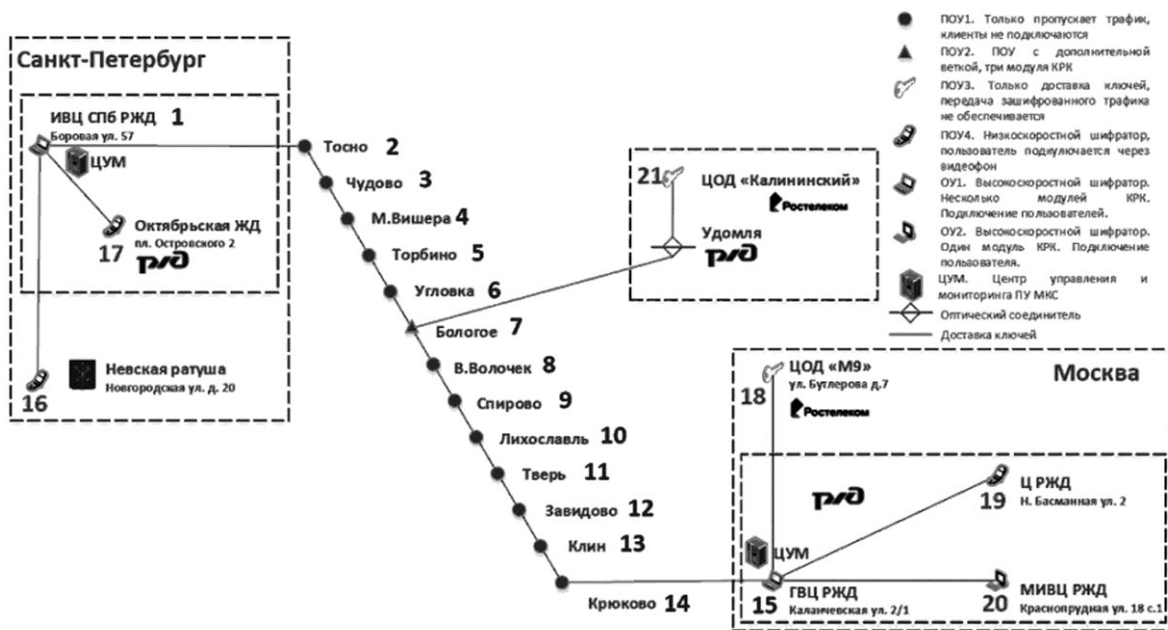 Санкт-Петербург
ИВЦ СПб РЖД 1
Боровая ул. 57
ЦУМ
Октябрьская ЖД
пл. Островского 2
17
РЖД
Невская ратуша
Новгородская ул. д. 20
16
Тосно 2
Чудово 3
М.Вишера 4
Торбино 5
Угловка 6
Бологое 7
В.Волочек 8
Спирово 9
Лихославль 10
Тверь 11
Завидово 12
Клин 13
Крюково 14
21
ЦОД «Калининский»
Ростелеком
Удомля
РЖД
ПОУ1. Только пропускает трафик,
клиенты не подключаются
ПОУ2. ПОУ с дополнительной
веткой, три модуля КРК
ПОУ3. Только доставка ключей,
передача зашифрованного трафика
не обеспечивается
ПОУ4. Низкоскоростной шифратор,
пользователь подкулючается через
видеофон
ОУ1. Высокоскоростной шифратор.
Несколько модулей КРК.
Подключение пользователей.
ОУ2. Высокоскоростной шифратор.
Один модуль КРК. Подключение
пользователя.
ЦУМ. Центр управления и
мониторинга ПУ МКС
Оптический соединитель
Доставка ключей
Москва
ЦОД «М9»
ул. Бутлерова д.7
18
Ростелеком
РЖД
Ц РЖД
19
Н. Басманная ул. 2
ЦУМ
ГВЦ РЖД
15
Каланчевская ул. 2/1
МИВЦ РЖД
20
Краснопрудная ул. 18 с.1